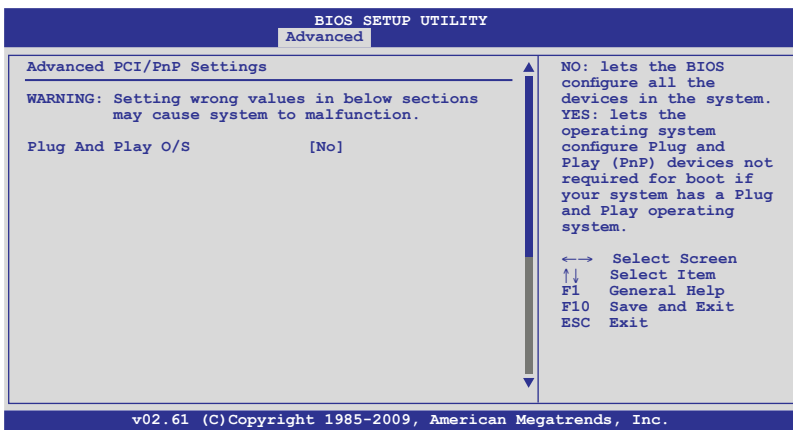 BIOS SETUP UTILITY
Advanced
Advanced PCI/PnP Settings
WARNING: Setting wrong values in below sections
may cause system to malfunction.
Plug And Play O/S [No]
NO: lets the BIOS
configure all the
devices in the system.
YES: lets the
operating system
configure Plug and
Play (PnP) devices not
required for boot if
your system has a Plug
and Play operating
system.
←→ Select Screen
↑↓ Select Item
F1 General Help
F10 Save and Exit
ESC Exit
v02.61 (C)Copyright 1985-2009, American Megatrends, Inc.